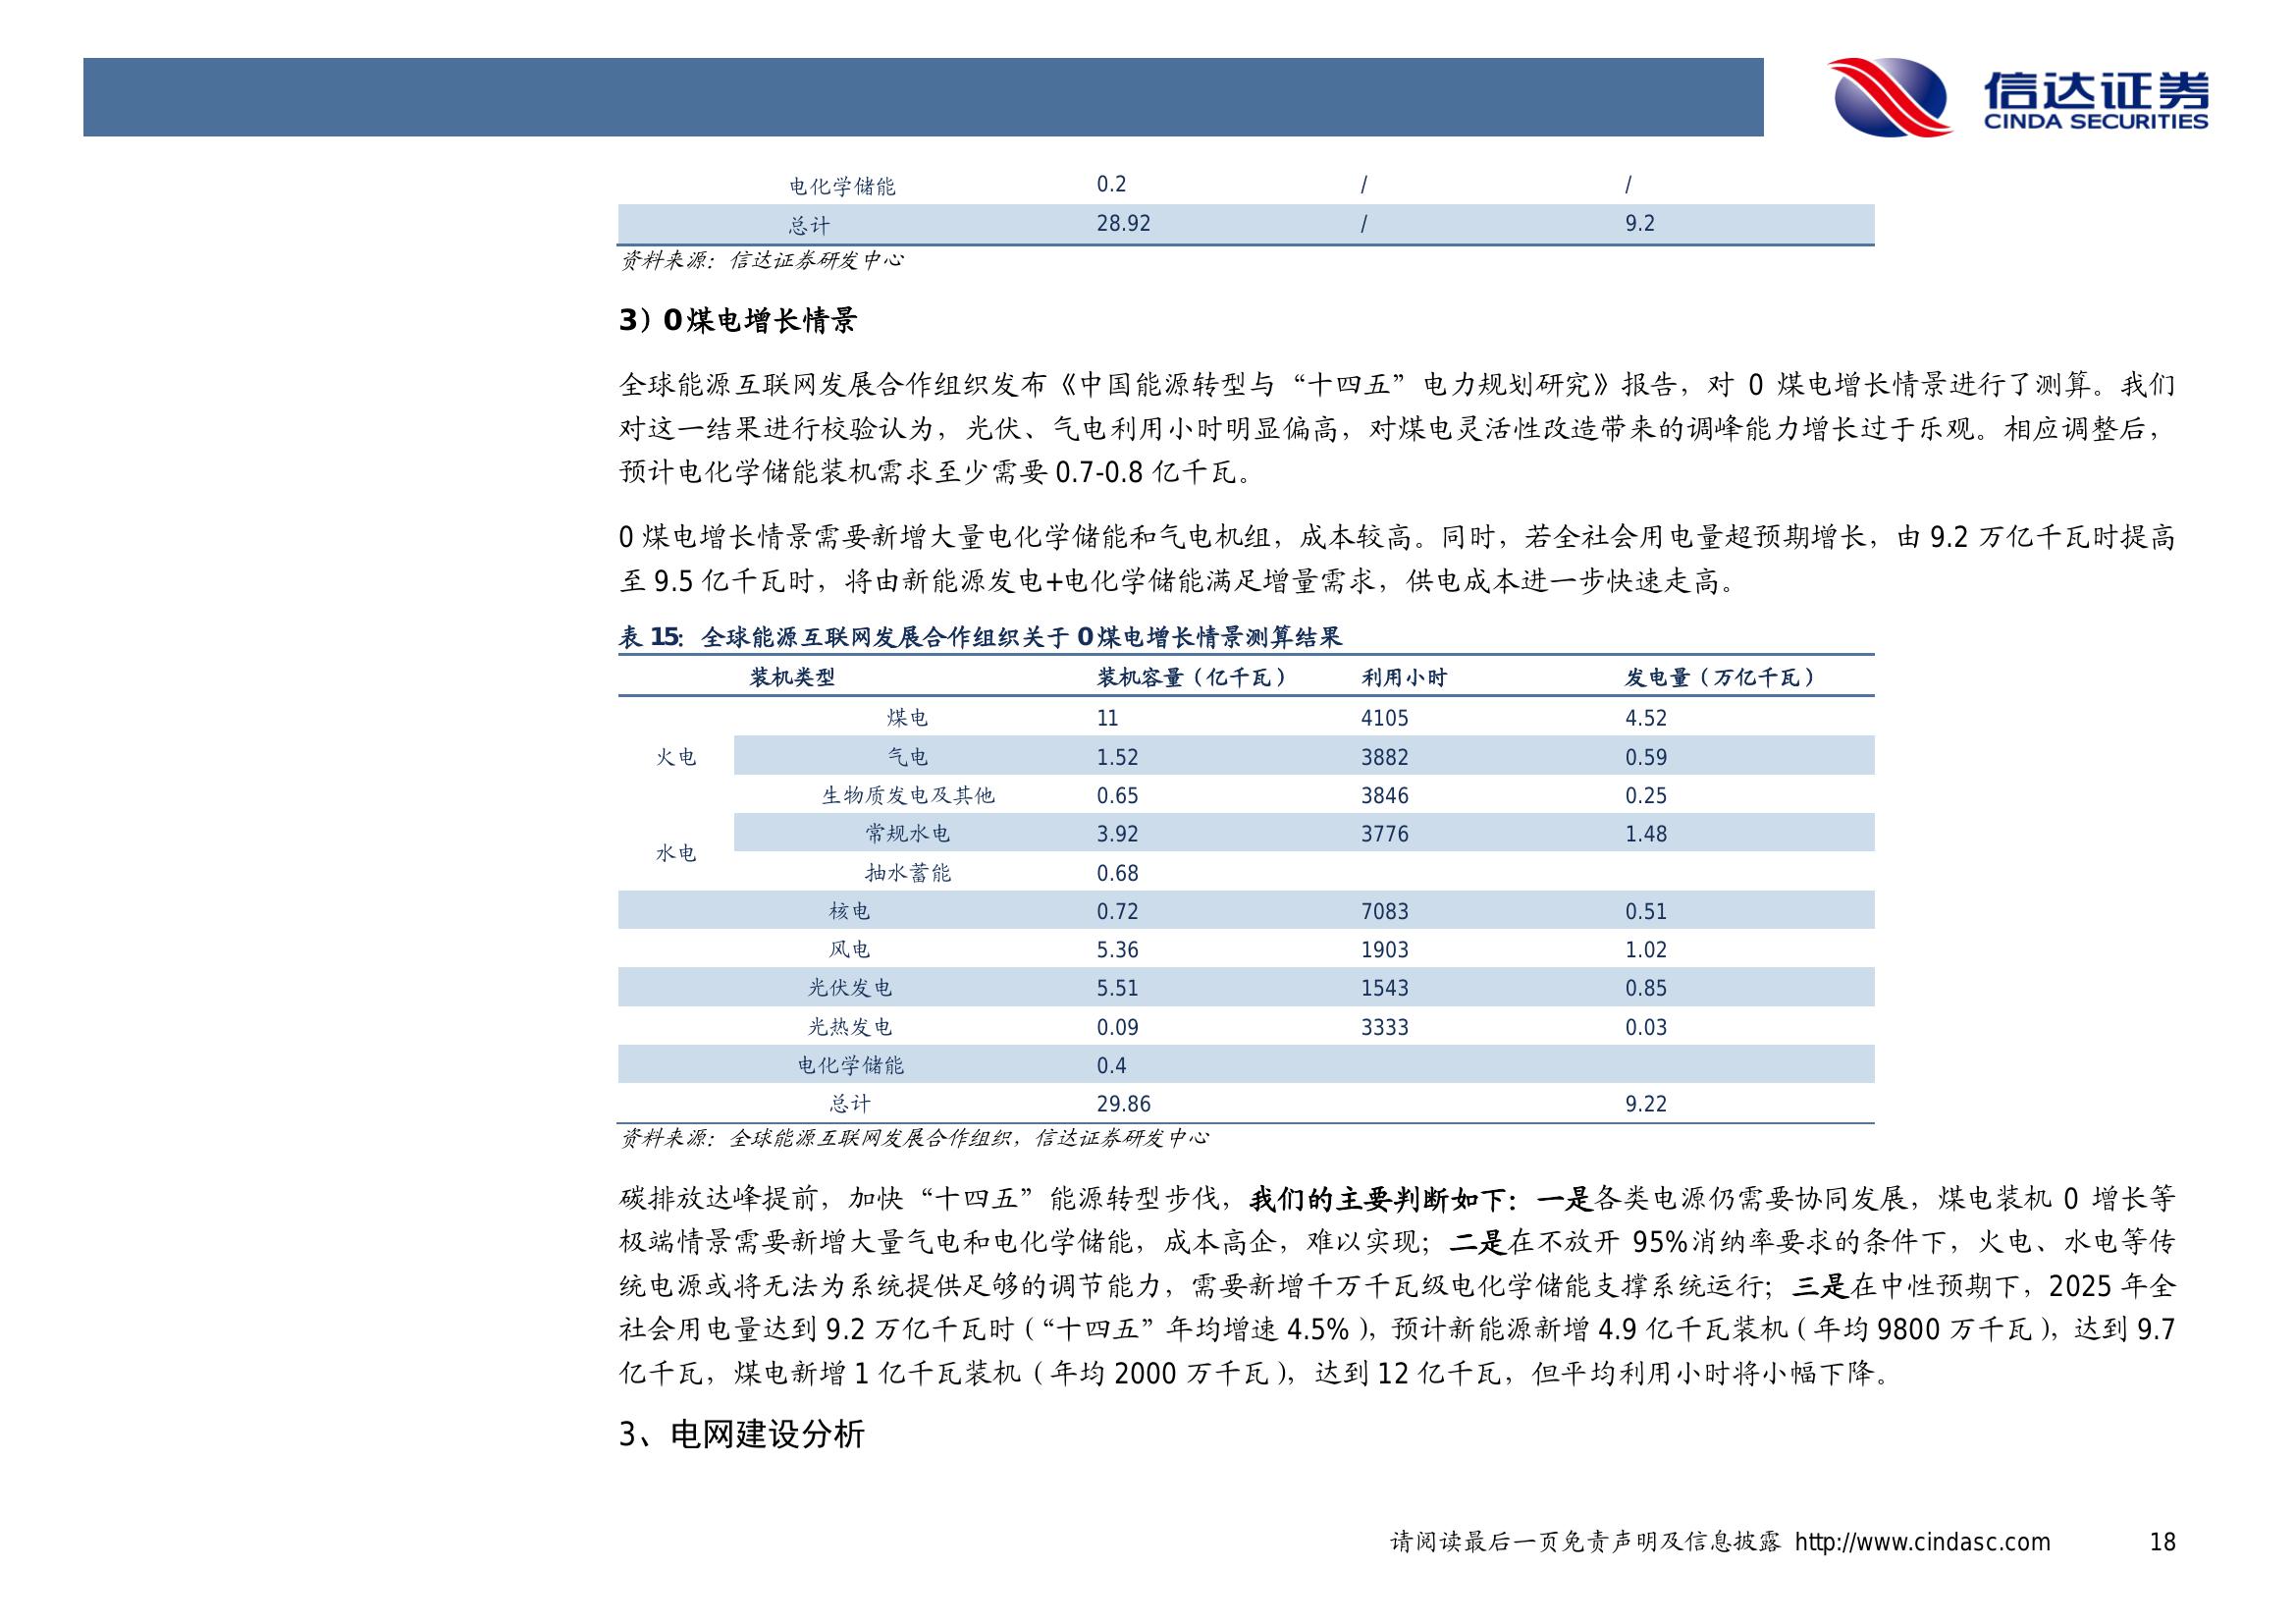 信达证券
CINDA SECURITIES
电化学储能 0.2 / /
总计 28.92 / 9.2
资料来源：信达证券研发中心
3）0煤电增长情景
全球能源互联网发展合作组织发布《中国能源转型与“十四五”电力规划研究》报告，对 0 煤电增长情景进行了测算。我们
对这一结果进行校验认为，光伏、气电利用小时明显偏高，对煤电灵活性改造带来的调峰能力增长过于乐观。相应调整后，
预计电化学储能装机需求至少需要 0.7-0.8 亿千瓦。
0 煤电增长情景需要新增大量电化学储能和气电机组，成本较高。同时，若全社会用电量超预期增长，由 9.2 万亿千瓦时提高
至 9.5 亿千瓦时，将由新能源发电+电化学储能满足增量需求，供电成本进一步快速走高。
表 15：全球能源互联网发展合作组织关于 0煤电增长情景测算结果
装机类型 装机容量（亿千瓦） 利用小时 发电量（万亿千瓦）
煤电 11 4105 4.52
火电 气电 1.52 3882 0.59
生物质发电及其他 0.65 3846 0.25
常规水电 3.92 3776 1.48
水电
抽水蓄能 0.68
核电 0.72 7083 0.51
风电 5.36 1903 1.02
光伏发电 5.51 1543 0.85
光热发电 0.09 3333 0.03
电化学储能 0.4
总计 29.86 9.22
资料来源：全球能源互联网发展合作组织，信达证券研发中心
碳排放达峰提前，加快“十四五”能源转型步伐，我们的主要判断如下：一是各类电源仍需要协同发展，煤电装机 0 增长等
极端情景需要新增大量气电和电化学储能，成本高企，难以实现；二是在不放开 95%消纳率要求的条件下，火电、水电等传
统电源或将无法为系统提供足够的调节能力，需要新增千万千瓦级电化学储能支撑系统运行；三是在中性预期下，2025 年全
社会用电量达到 9.2 万亿千瓦时（“十四五”年均增速 4.5%），预计新能源新增 4.9 亿千瓦装机（年均 9800 万千瓦），达到 9.7
亿千瓦，煤电新增 1 亿千瓦装机（年均 2000 万千瓦），达到 12 亿千瓦，但平均利用小时将小幅下降。
3、电网建设分析
请阅读最后一页免责声明及信息披露 http://www.cindasc.com 18